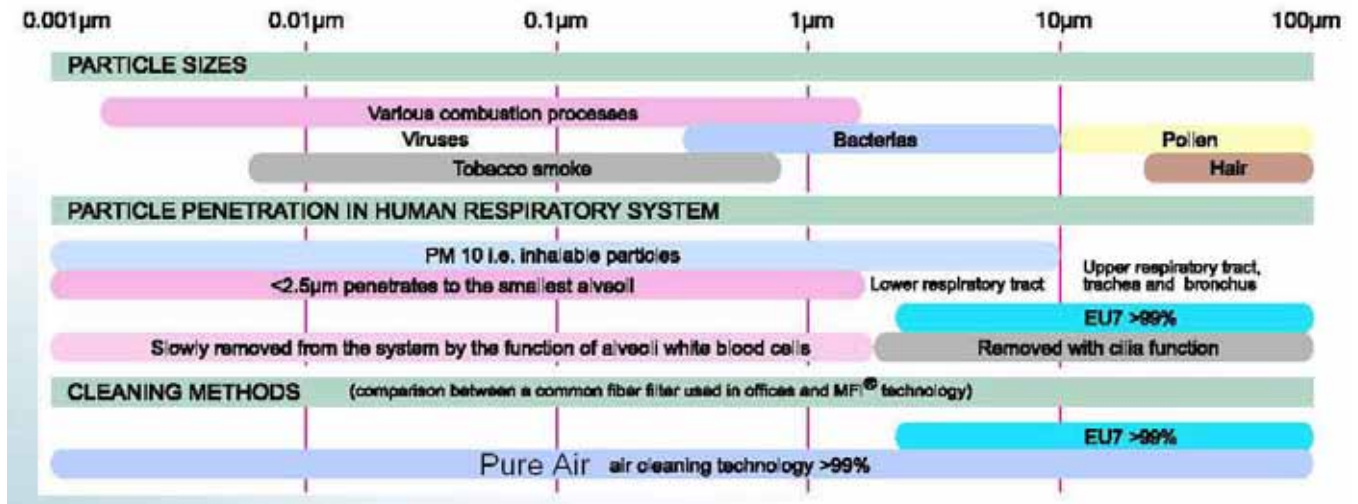 0.001µm 0.01µm 0.1µm 1µm 10µm 100µm
PARTICLE SIZES
Various combustion processes
Viruses Bacterias Pollen
Tobacco smoke Hair
PARTICLE PENETRATION IN HUMAN RESPIRATORY SYSTEM
PM 10 i.e. inhalable particles
<2.5µm penetrates to the smallest alveoil Lower respiratory tract
Upper respiratory tract,
trachea and bronchus
EU7 >99%
Slowly removed from the system by the function of alveoli white blood cells Removed with cilia function
CLEANING METHODS (comparison between a common fiber filter used in offices and MFI® technology)
EU7 >99%
Pure Air air cleaning technology >99%